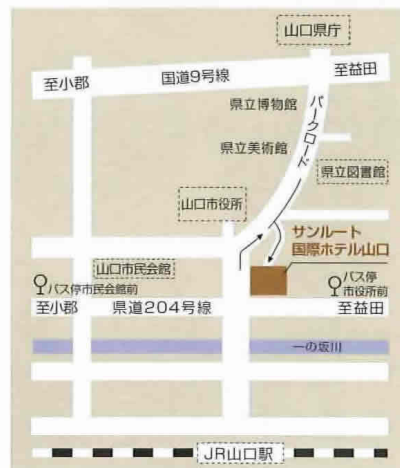 山口県庁
至小郡
国道9号線
至益田
県立博物館
パークロード
県立美術館
県立図書館
山口市役所
サンルート
国際ホテル山口
山口市民会館
バス停市民会館前
バス停
市役所前
至小郡
県道204号線
至益田
一の坂川
JR山口駅